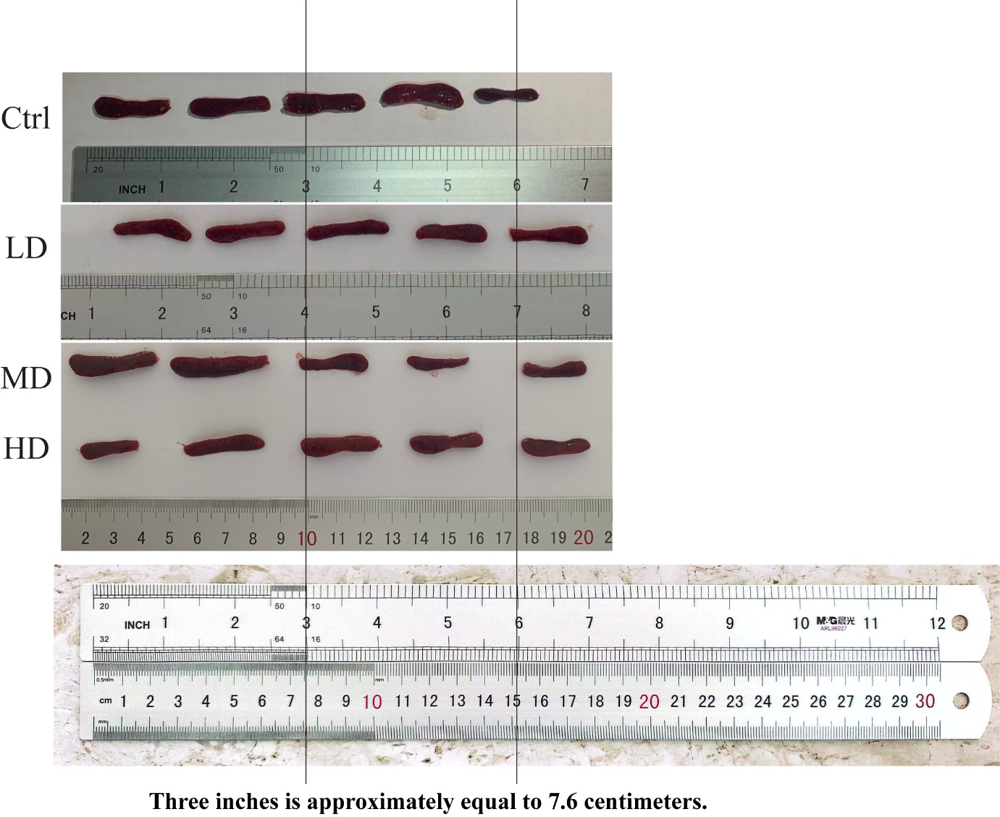 Ctrl
20 50 10
INCH 1 2 3 4 5 6 7
LD
50 10
CH 1 2 3 4 5 6 7 8
64 16
MD
HD
mm
2 3 4 5 6 7 8 9 10 11 12 13 14 15 16 17 18 19 20 2
20 50 10
INCH 1 2 3 4 5 6 7 8 9 10 M&G晨光 11 12
ARL96027
32 64 16
0.5mm mm
cm 1 2 3 4 5 6 7 8 9 10 11 12 13 14 15 16 17 18 19 20 21 22 23 24 25 26 27 28 29 30
mm
Three inches is approximately equal to 7.6 centimeters.